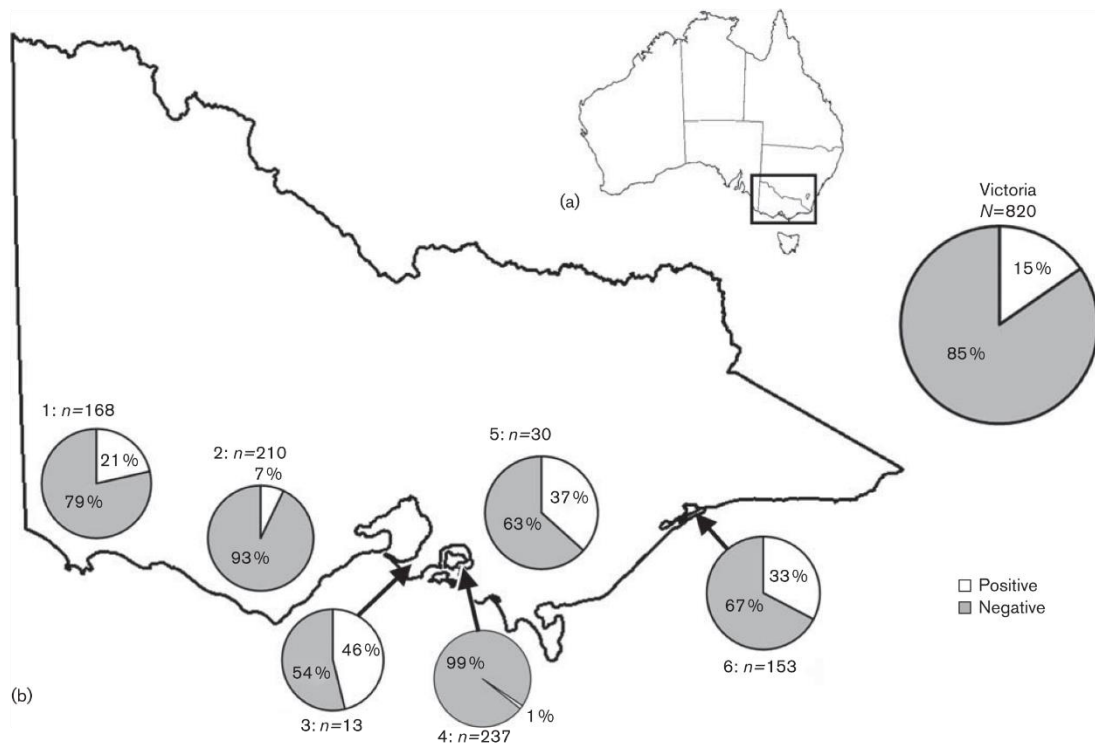 (a)
Victoria
N=820
15%
85%
1: n=168
21%
79%
2: n=210
7%
93%
5: n=30
37%
63%
33%
67%
6: n=153
Positive
Negative
46%
54%
3: n=13
99%
1%
4: n=237
(b)